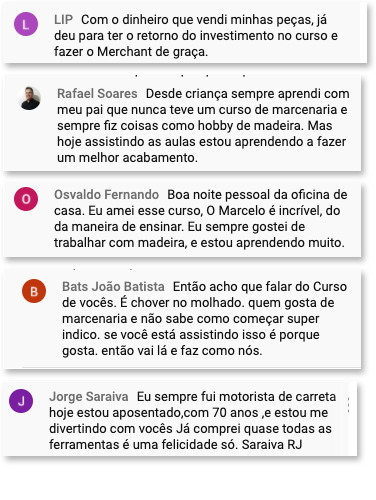 L LIP Com o dinheiro que vendi minhas peças, já
deu para ter o retorno do investimento no curso e
fazer o Merchant de graça.
Rafael Soares Desde criança sempre aprendi com
meu pai que nunca teve um curso de marcenaria e
sempre fiz coisas como hobby de madeira. Mas
hoje assistindo as aulas estou aprendendo a fazer
um melhor acabamento.
O Osvaldo Fernando Boa noite pessoal da oficina de
casa. Eu amei esse curso, O Marcelo é incrível, do
da maneira de ensinar. Eu sempre gostei de
trabalhar com madeira, e estou aprendendo muito.
B Bats João Batista Então acho que falar do Curso
de vocês. É chover no molhado. quem gosta de
marcenaria e não sabe como começar super
indico. se você está assistindo isso é porque
gosta. então vai lá e faz como nós.
J Jorge Saraiva Eu sempre fui motorista de carreta
hoje estou aposentado,com 70 anos ,e estou me
divertindo com vocês Já comprei quase todas as
ferramentas é uma felicidade só. Saraiva RJ